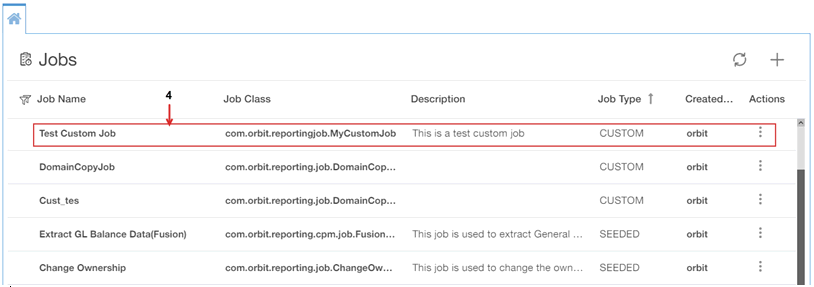 Jobs
4
Job Name Job Class Description Job Type Created... Actions
Test Custom Job com.orbit.reportingjob.MyCustomJob This is a test custom job CUSTOM orbit
DomainCopyJob com.orbit.reporting.job.DomainCop... CUSTOM orbit
Cust_tes com.orbit.reporting.job.DomainCop... CUSTOM orbit
Extract GL Balance Data(Fusion) com.orbit.reporting.cpm.job.Fusion... This job is used to extract General ... SEEDED orbit
Change Ownership com.orbit.reporting.job.ChangeOw... This job is used to change the own... SEEDED orbit